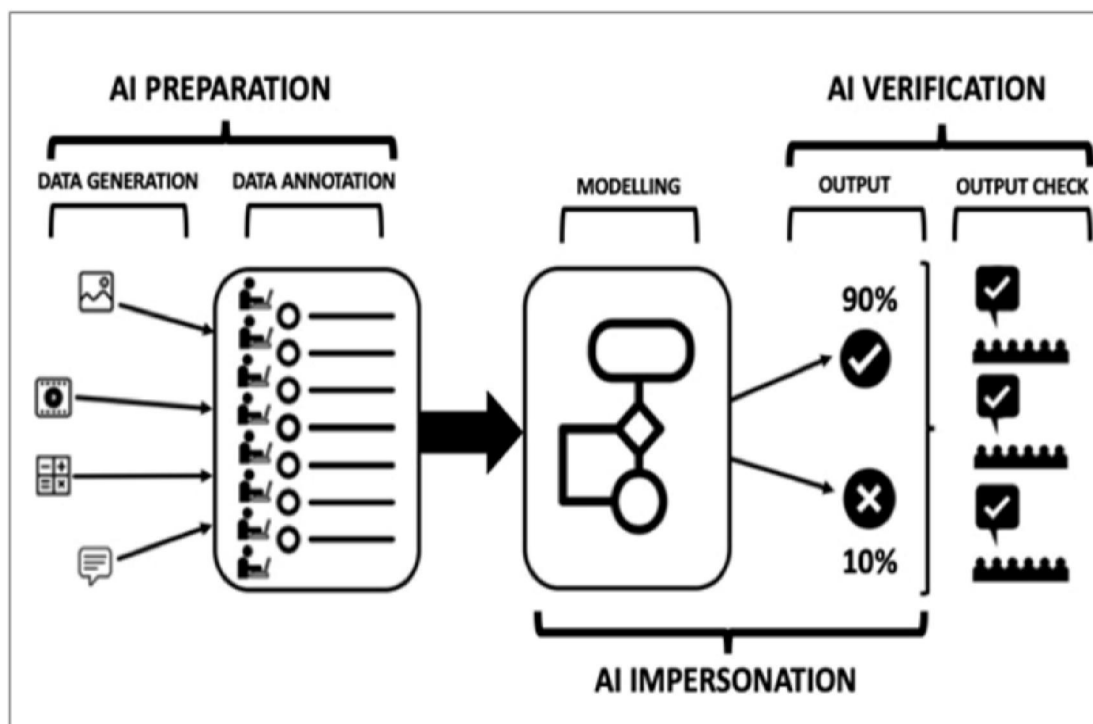 AI PREPARATION
AI VERIFICATION
DATA GENERATION
DATA ANNOTATION
MODELLING
OUTPUT
OUTPUT CHECK
90%
10%
AI IMPERSONATION